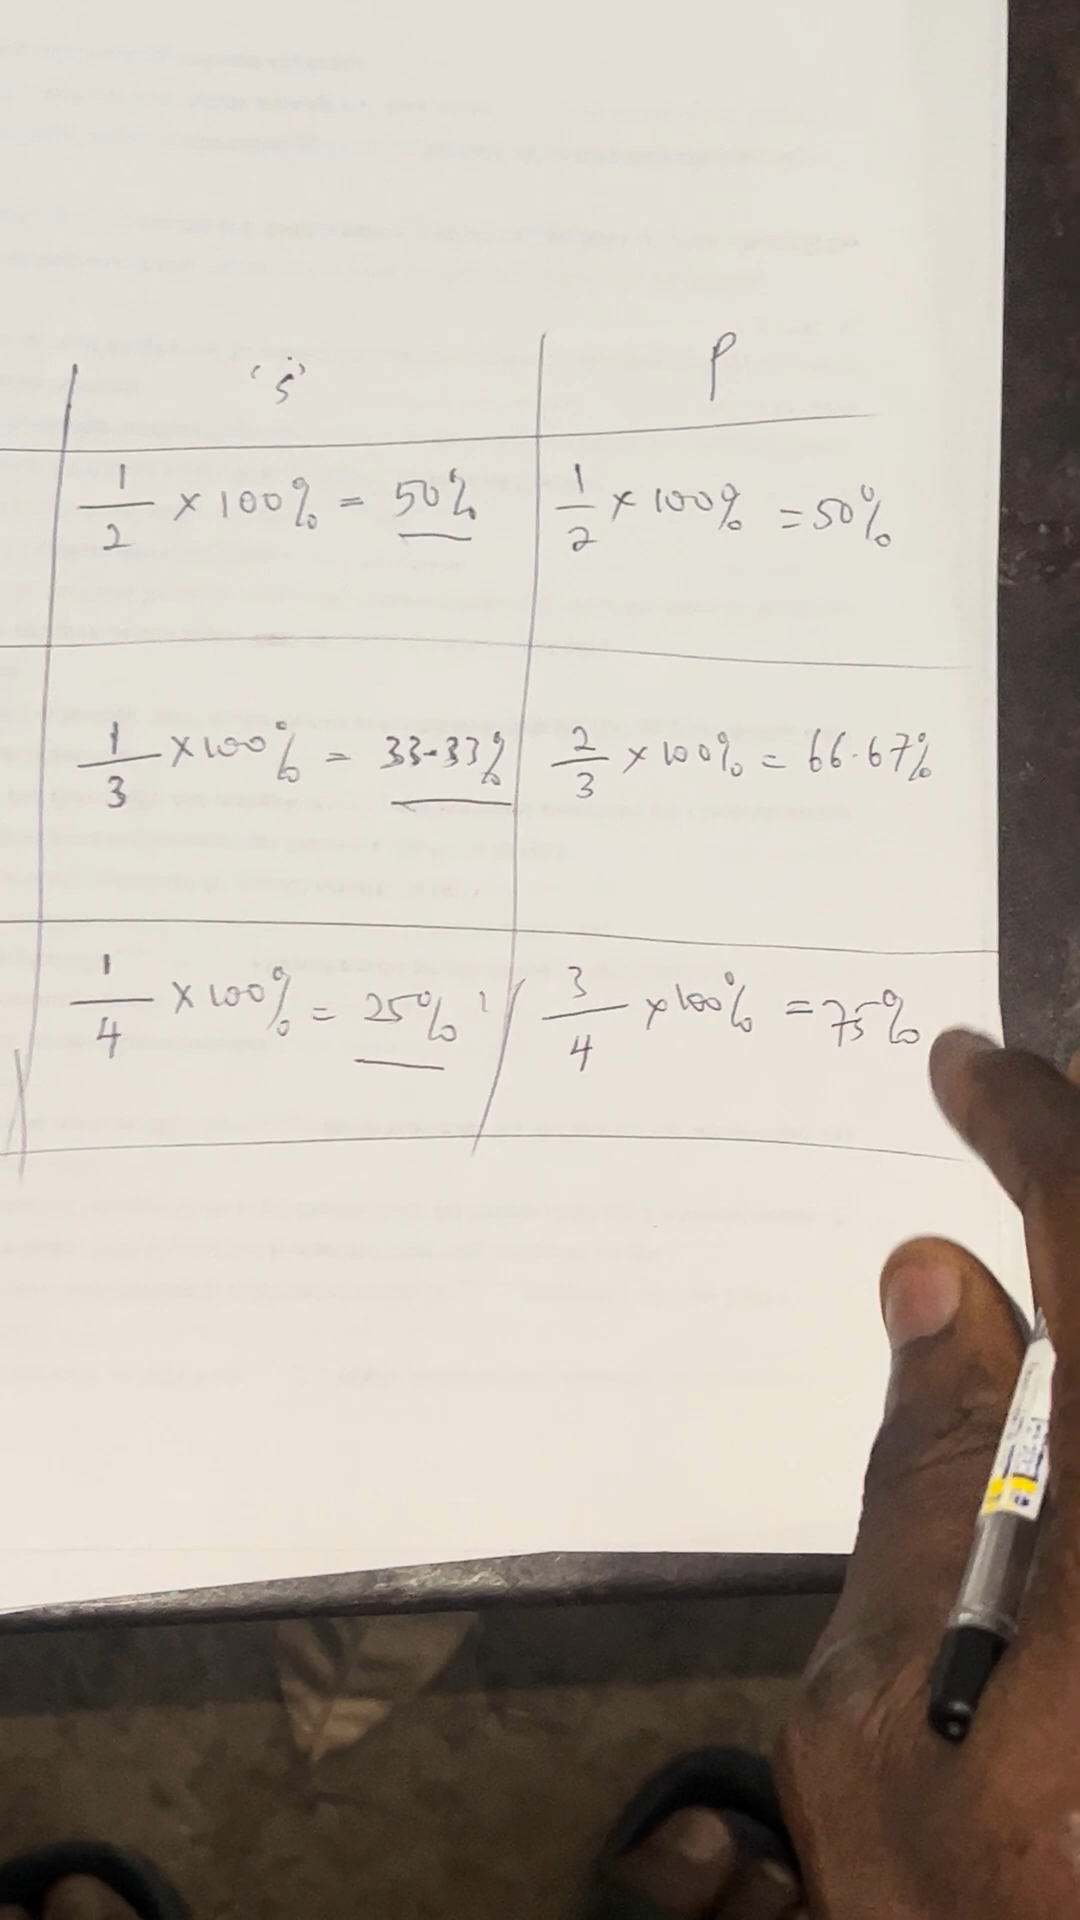 's' P
1/2 × 100% = 50% 1/2 × 100% = 50%
1/3 × 100% = 33.33% 2/3 × 100% = 66.67%
1/4 × 100% = 25% 3/4 × 100% = 75%